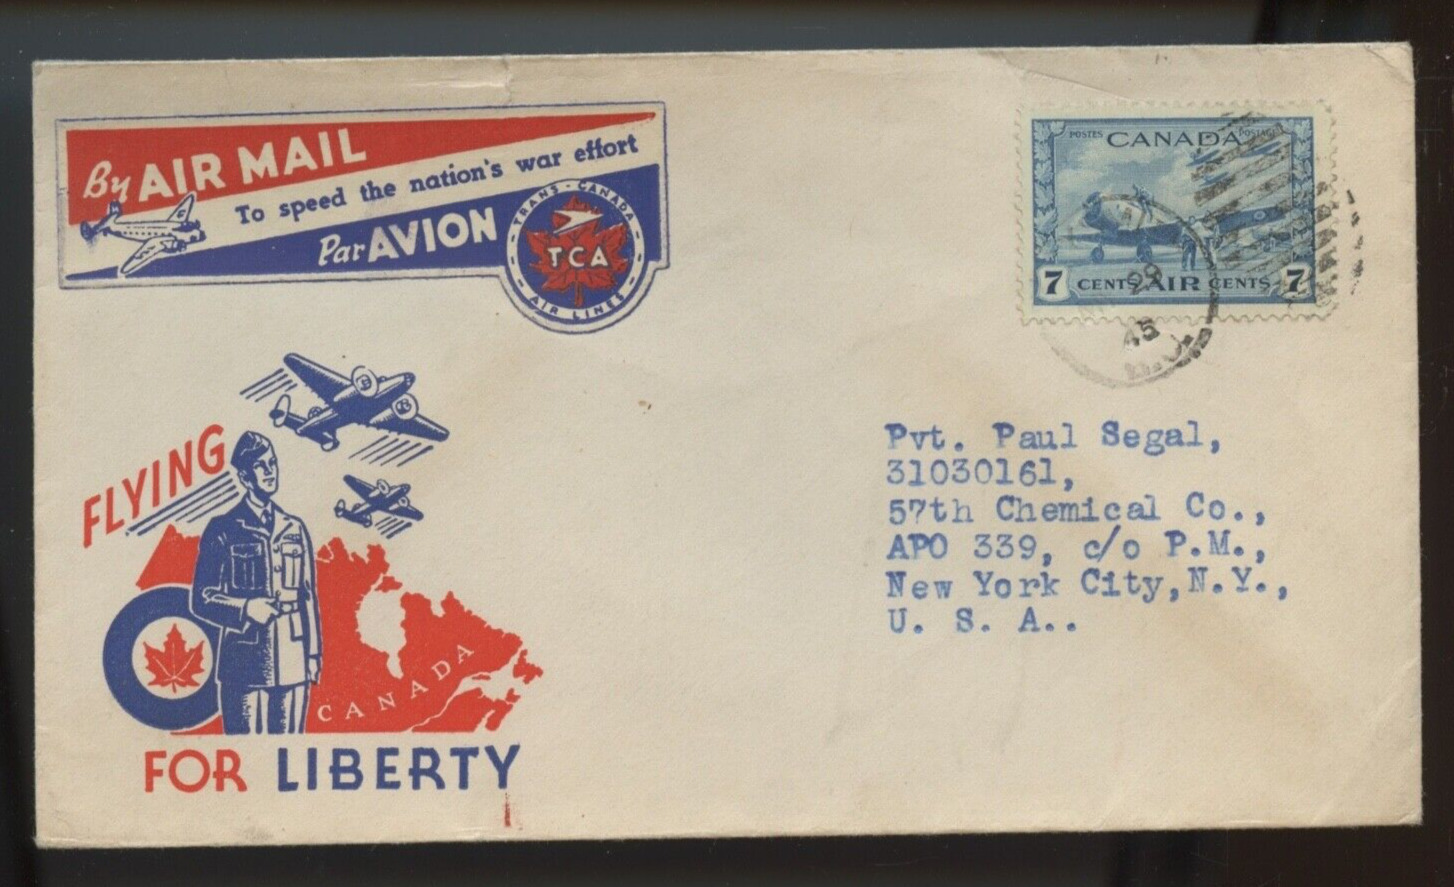 By AIR MAIL
To speed the nation's war effort
Par AVION
TRANS-CANADA
TCA
AIR LINES
POSTES CANADA POSTAGE
7 CENTS AIR CENTS 7
29
45
FLYING
CANADA
FOR LIBERTY
Pvt. Paul Segal,
31030161,
57th Chemical Co.,
APO 339, c/o P.M.,
New York City, N.Y.,
U. S. A..